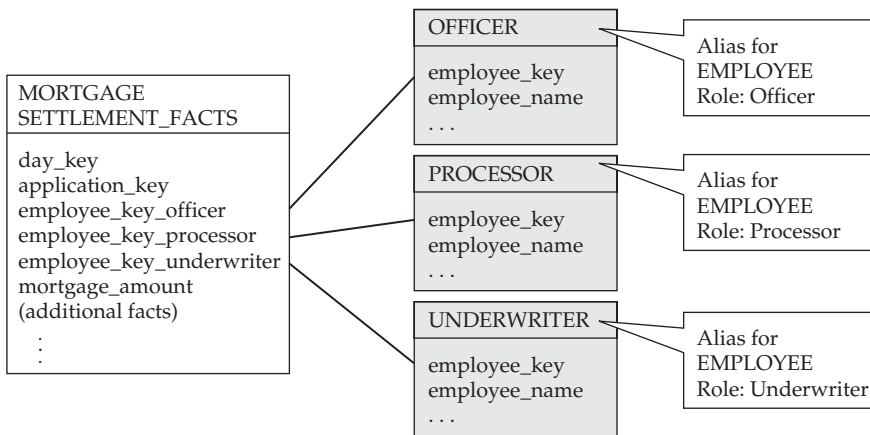 MORTGAGE
SETTLEMENT_FACTS
day_key
application_key
employee_key_officer
employee_key_processor
employee_key_underwriter
mortgage_amount
(additional facts)
.
.
.
OFFICER
employee_key
employee_name
. . .
Alias for
EMPLOYEE
Role: Officer
PROCESSOR
employee_key
employee_name
. . .
Alias for
EMPLOYEE
Role: Processor
UNDERWRITER
employee_key
employee_name
. . .
Alias for
EMPLOYEE
Role: Underwriter